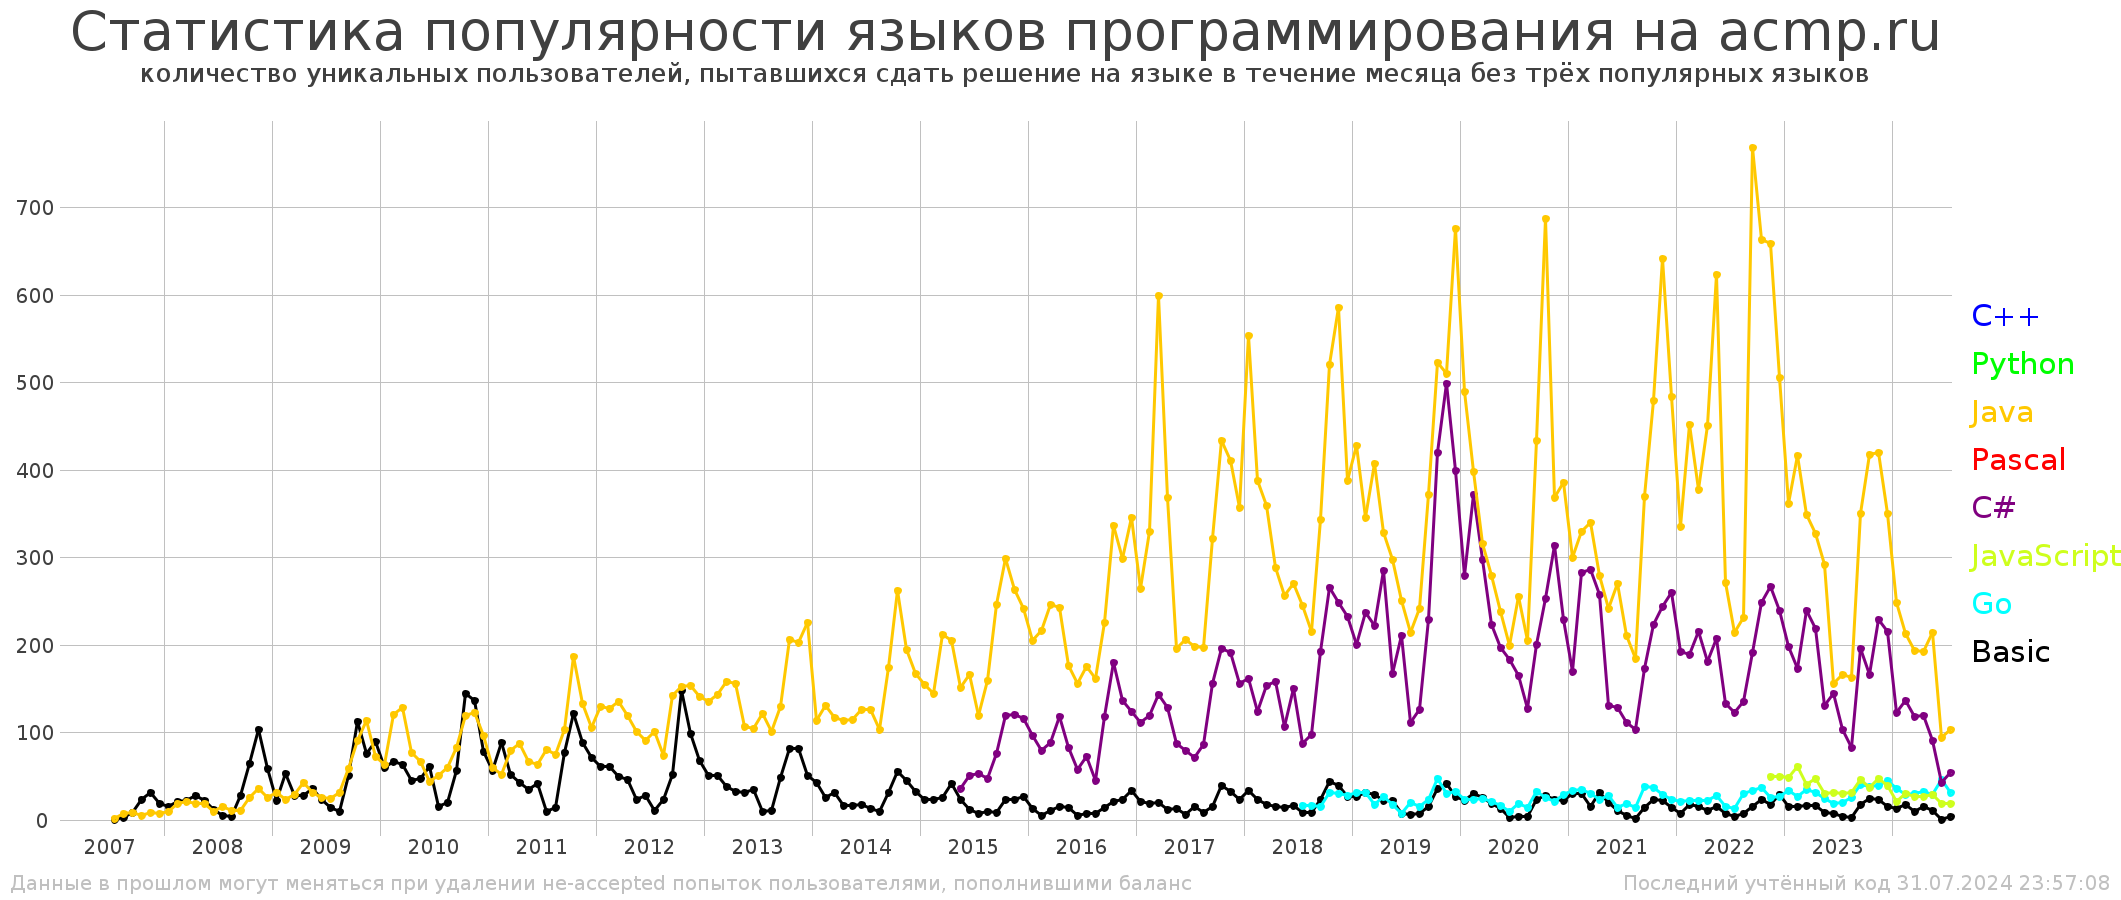 Статистика популярности языков программирования на acmp.ru
количество уникальных пользователей, пытавшихся сдать решение на языке в течение месяца без трёх популярных языков
700
600
500
400
300
200
100
0
2007 2008 2009 2010 2011 2012 2013 2014 2015 2016 2017 2018 2019 2020 2021 2022 2023
C++
Python
Java
Pascal
C#
JavaScript
Go
Basic
Данные в прошлом могут меняться при удалении не-accepted попыток пользователями, пополнившими баланс
Последний учтённый код 31.07.2024 23:57:08